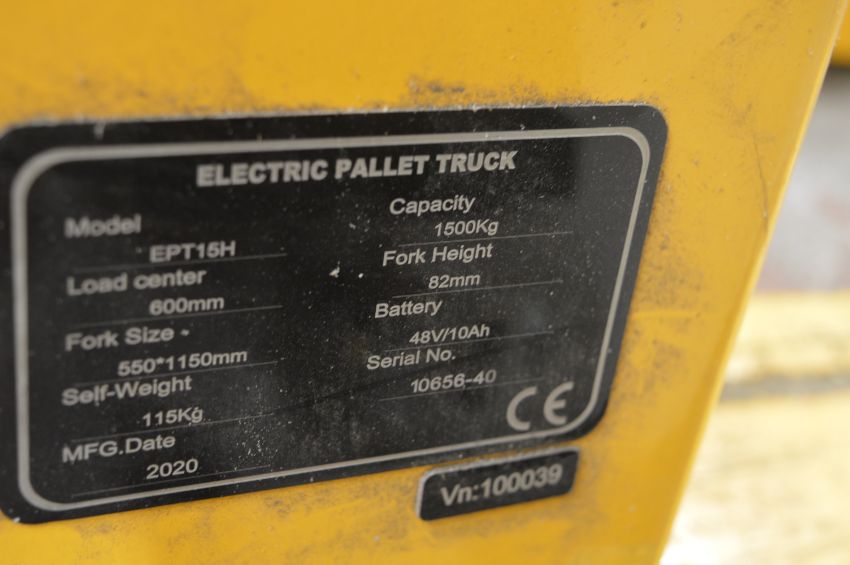 ELECTRIC PALLET TRUCK
Model
EPT15H
Load center
600mm
Fork Size
550*1150mm
Self-Weight
115Kg
MFG.Date
2020
Capacity
1500Kg
Fork Height
82mm
Battery
48V/10Ah
Serial No.
10656-40
CE
Vn:100039